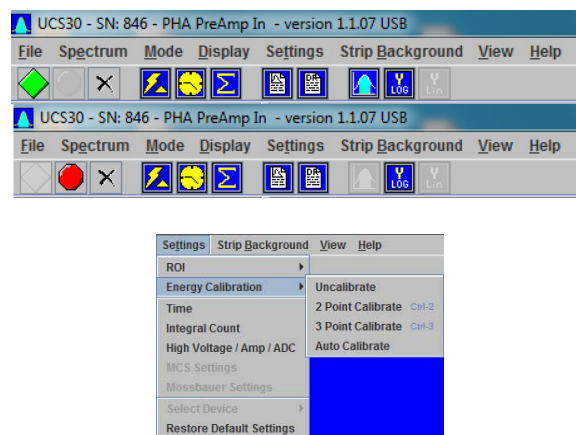 UCS30 - SN: 846 - PHA PreAmp In - version 1.1.07 USB
File Spectrum Mode Display Settings Strip Background View Help
Y LOG Y Lin
UCS30 - SN: 846 - PHA PreAmp In - version 1.1.07 USB
File Spectrum Mode Display Settings Strip Background View Help
Y LOG Y Lin
Settings Strip Background View Help
ROI
Energy Calibration Uncalibrate
Time 2 Point Calibrate Ctrl-2
Integral Count 3 Point Calibrate Ctrl-3
High Voltage / Amp / ADC Auto Calibrate
MCS Settings
Mossbauer Settings
Select Device
Restore Default Settings